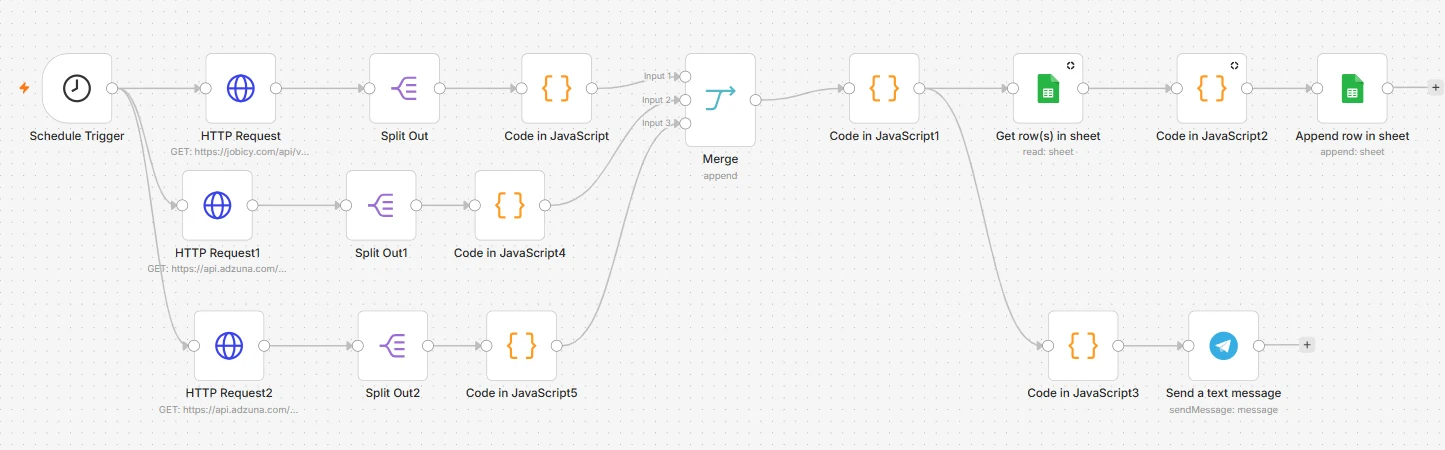 Input 1
Input 2
Input 3
Schedule Trigger
HTTP Request
GET: https://jobicy.com/api/v...
Split Out
Code in JavaScript
Merge
append
Code in JavaScript1
Get row(s) in sheet
read: sheet
Code in JavaScript2
Append row in sheet
append: sheet
HTTP Request1
GET: https://api.adzuna.com/...
Split Out1
Code in JavaScript4
HTTP Request2
GET: https://api.adzuna.com/...
Split Out2
Code in JavaScript5
Code in JavaScript3
Send a text message
sendMessage: message